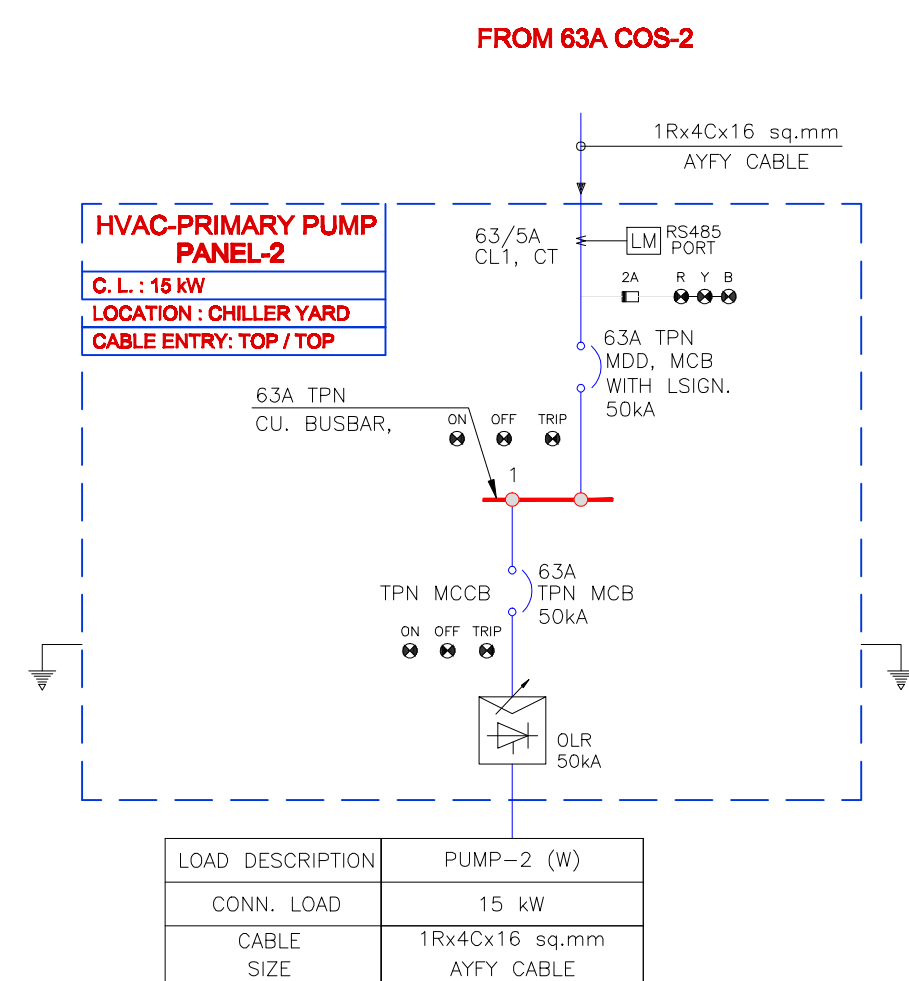 FROM 63A COS-2
1Rx4Cx16 sq.mm
AYFY CABLE
HVAC-PRIMARY PUMP
PANEL-2
C. L. : 15 kW
LOCATION : CHILLER YARD
CABLE ENTRY: TOP / TOP
63/5A
CL1, CT
LM
RS485
PORT
2A
R Y B
63A TPN
MDD, MCB
WITH LSIGN.
50kA
63A TPN
CU. BUSBAR,
ON OFF TRIP
1
TPN MCCB
63A
TPN MCB
50kA
ON OFF TRIP
OLR
50kA
LOAD DESCRIPTION PUMP-2 (W)
CONN. LOAD 15 kW
CABLE
SIZE
1Rx4Cx16 sq.mm
AYFY CABLE